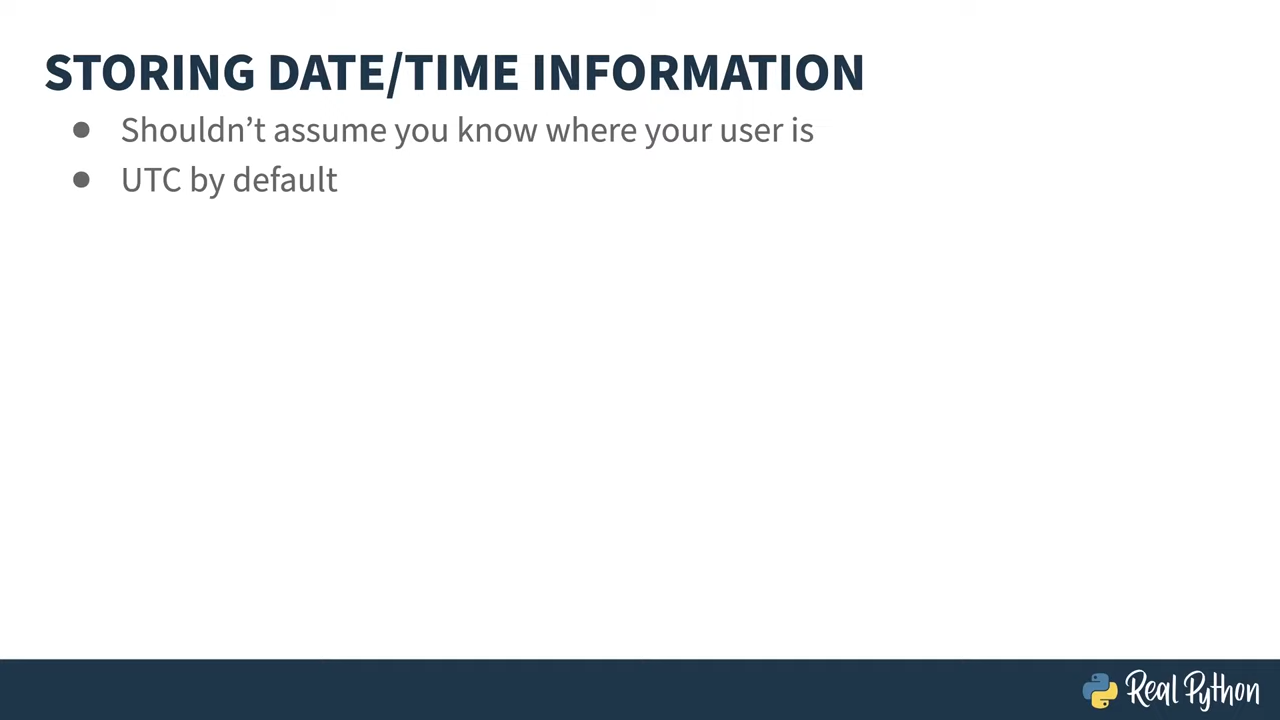 STORING DATE/TIME INFORMATION
● Shouldn’t assume you know where your user is
● UTC by default
Real Python